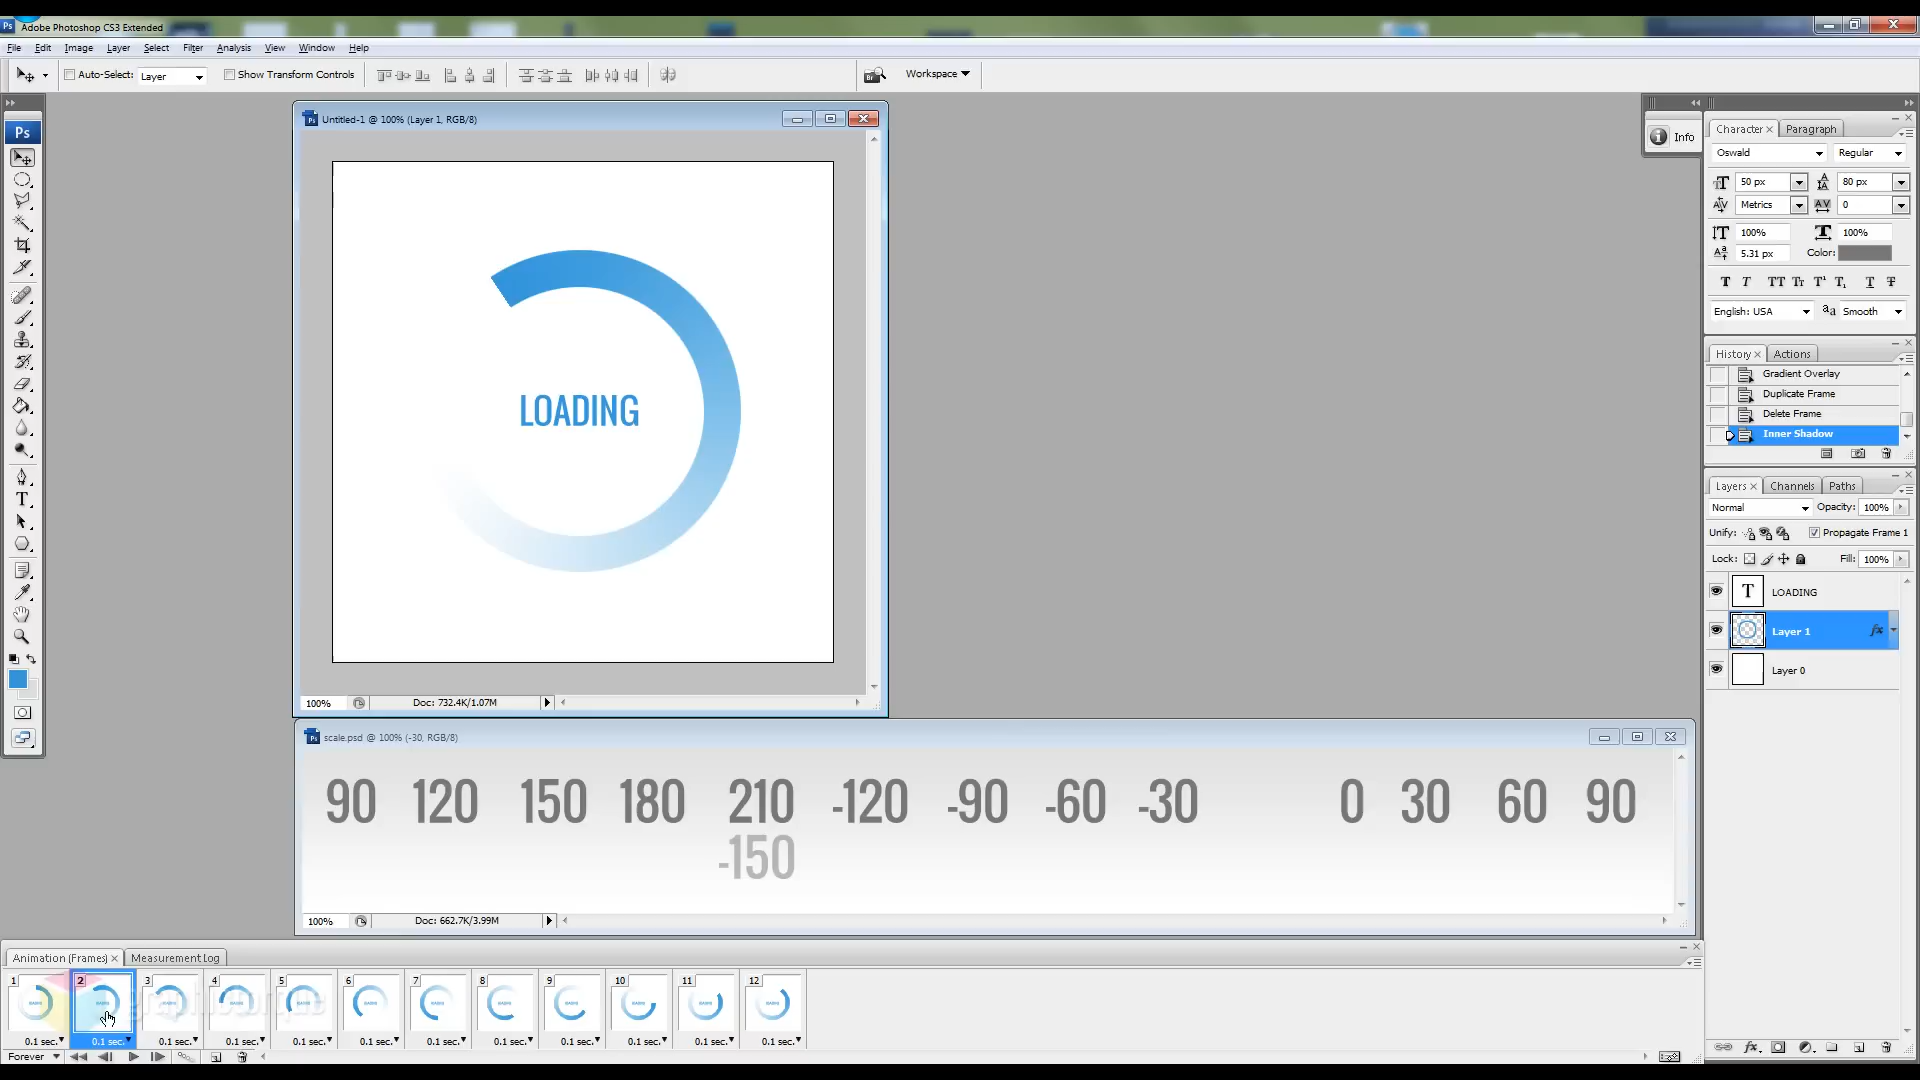 Ps Adobe Photoshop CS3 Extended
File Edit Image Layer Select Filter Analysis View Window Help
Auto-Select: Layer Show Transform Controls Workspace
Ps
Untitled-1 @ 100% (Layer 1, RGB/8)
LOADING
100% Doc: 732.4K/1.07M
scale.psd @ 100% (-30, RGB/8)
90 120 150 180 210 -120 -90 -60 -30 0 30 60 90
-150
100% Doc: 662.7K/3.99M
Info
Character Paragraph
Oswald Regular
50 px 80 px
Metrics 0
100% 100%
5.31 px Color:
English: USA Smooth
History Actions
Gradient Overlay
Duplicate Frame
Delete Frame
Inner Shadow
Layers Channels Paths
Normal Opacity: 100%
Unify: Propagate Frame 1
Lock: Fill: 100%
T LOADING
Layer 1 fx
Layer 0
Animation (Frames) Measurement Log
1 2 3 4 5 6 7 8 9 10 11 12
0.1 sec. 0.1 sec. 0.1 sec. 0.1 sec. 0.1 sec. 0.1 sec. 0.1 sec. 0.1 sec. 0.1 sec. 0.1 sec. 0.1 sec. 0.1 sec.
Forever